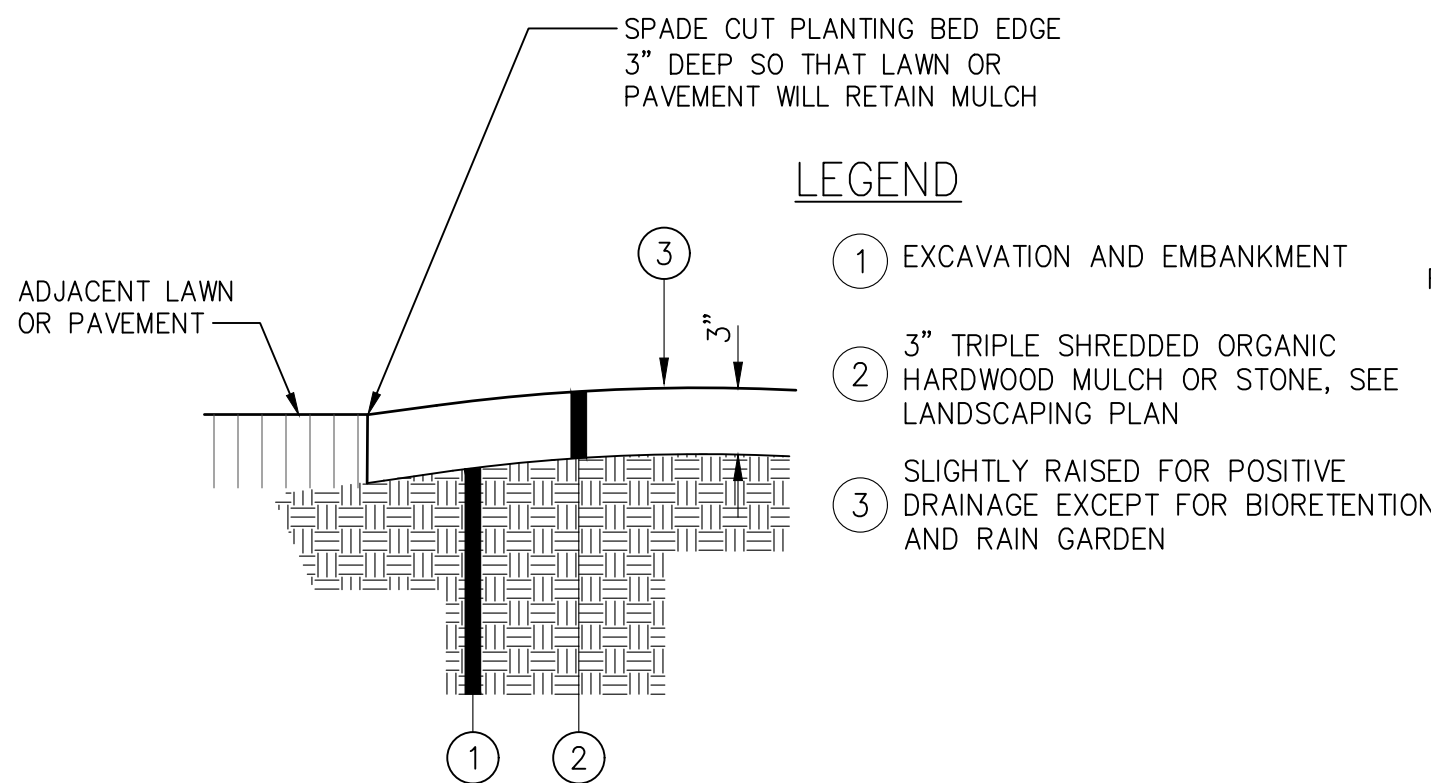 SPADE CUT PLANTING BED EDGE
3” DEEP SO THAT LAWN OR
PAVEMENT WILL RETAIN MULCH
LEGEND
3
1 EXCAVATION AND EMBANKMENT
ADJACENT LAWN
OR PAVEMENT
3”
2 3” TRIPLE SHREDDED ORGANIC
HARDWOOD MULCH OR STONE, SEE
LANDSCAPING PLAN
3 SLIGHTLY RAISED FOR POSITIVE
DRAINAGE EXCEPT FOR BIORETENTION
AND RAIN GARDEN
1
2